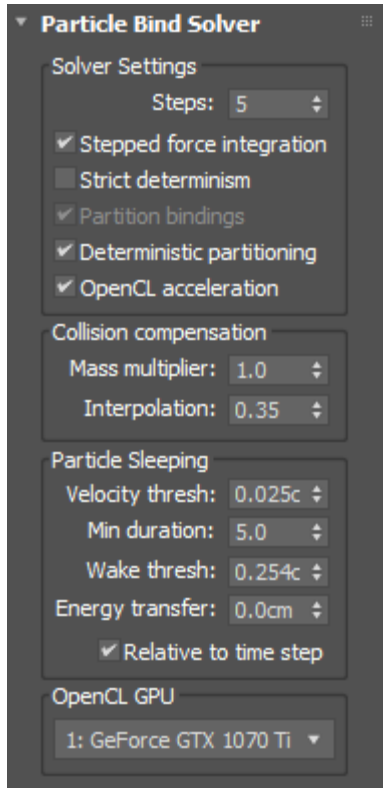 Particle Bind Solver
Solver Settings
Steps: 5
Stepped force integration
Strict determinism
Partition bindings
Deterministic partitioning
OpenCL acceleration
Collision compensation
Mass multiplier: 1.0
Interpolation: 0.35
Particle Sleeping
Velocity thresh: 0.025c
Min duration: 5.0
Wake thresh: 0.254c
Energy transfer: 0.0cm
Relative to time step
OpenCL GPU
1: GeForce GTX 1070 Ti